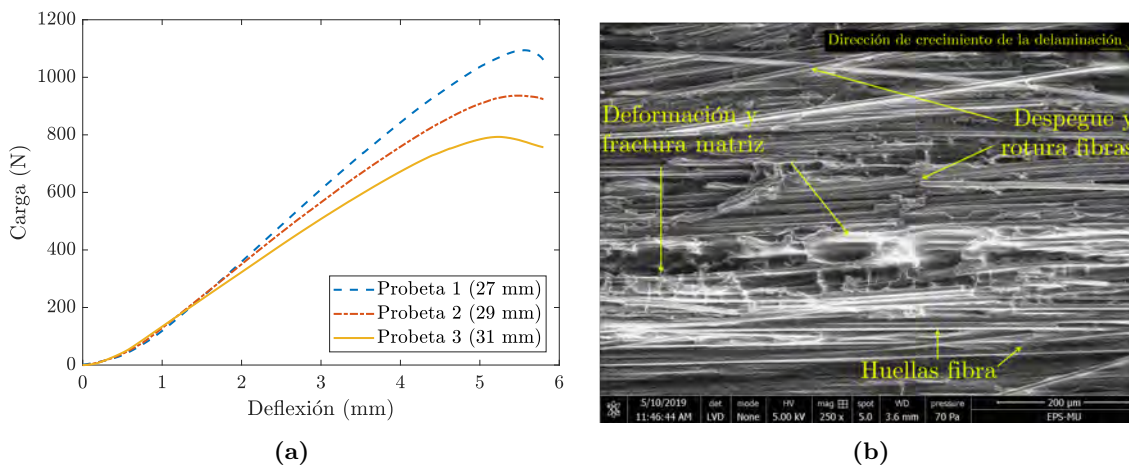 1200
1000
800
600
400
200
0
0 1 2 3 4 5 6
Carga (N)
Deflexión (mm)
Probeta 1 (27 mm)
Probeta 2 (29 mm)
Probeta 3 (31 mm)
(a)
Dirección de crecimiento de la delaminación
Deformación y
fractura matriz
Despegue y
rotura fibras
Huellas fibra
5/10/2019 det mode HV mag spot WD pressure 200 µm
11:46:44 AM LVD None 5.00 kV 250 x 5.0 3.6 mm 70 Pa EPS-MU
(b)